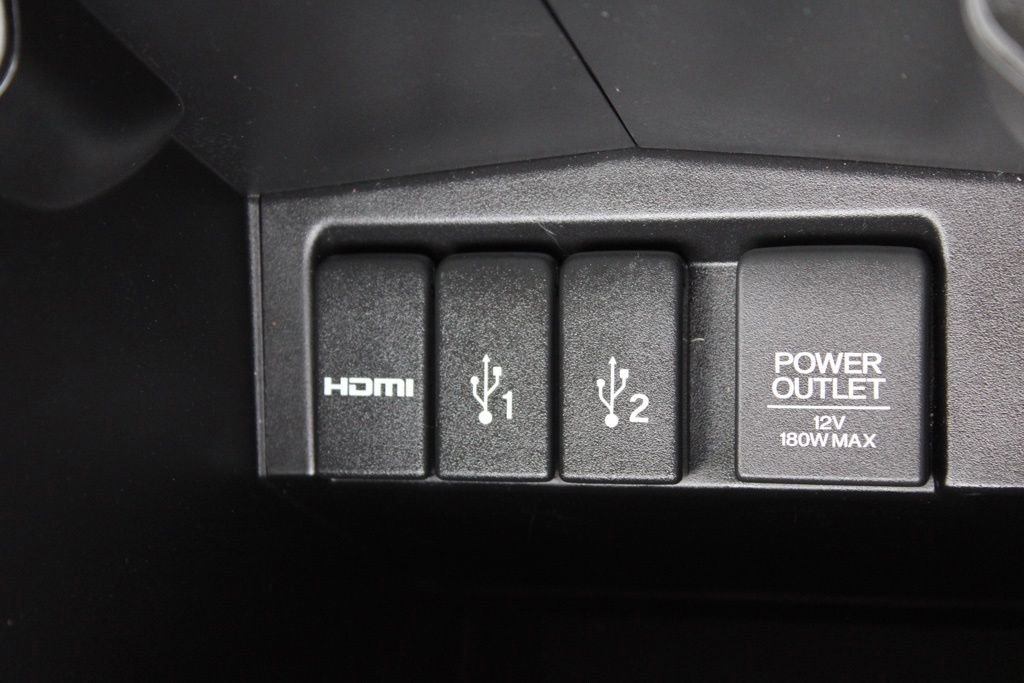 HDMI
1
2
POWER
OUTLET
12V
180W MAX